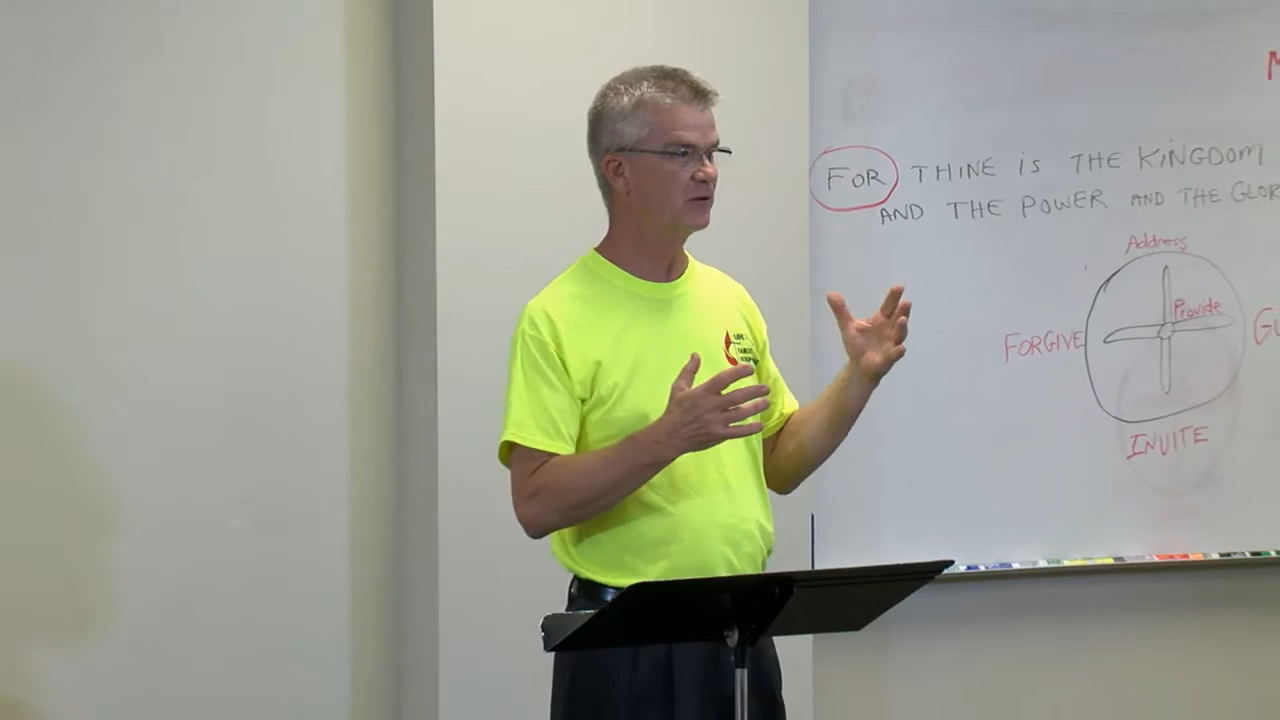 M
FOR THINE iS THE KiNGDOM
AND THE POWER AND THE GLOR
Address
Provide
FORGIVE
INVITE